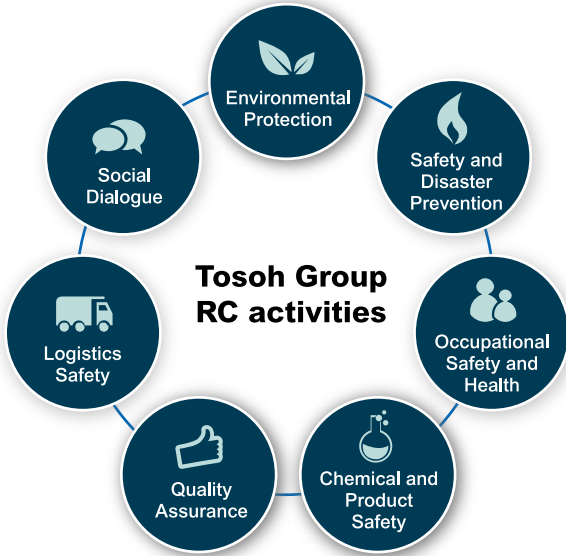 Environmental
Protection
Safety and
Disaster
Prevention
Occupational
Safety and
Health
Chemical and
Product
Safety
Quality
Assurance
Logistics
Safety
Social
Dialogue
Tosoh Group
RC activities